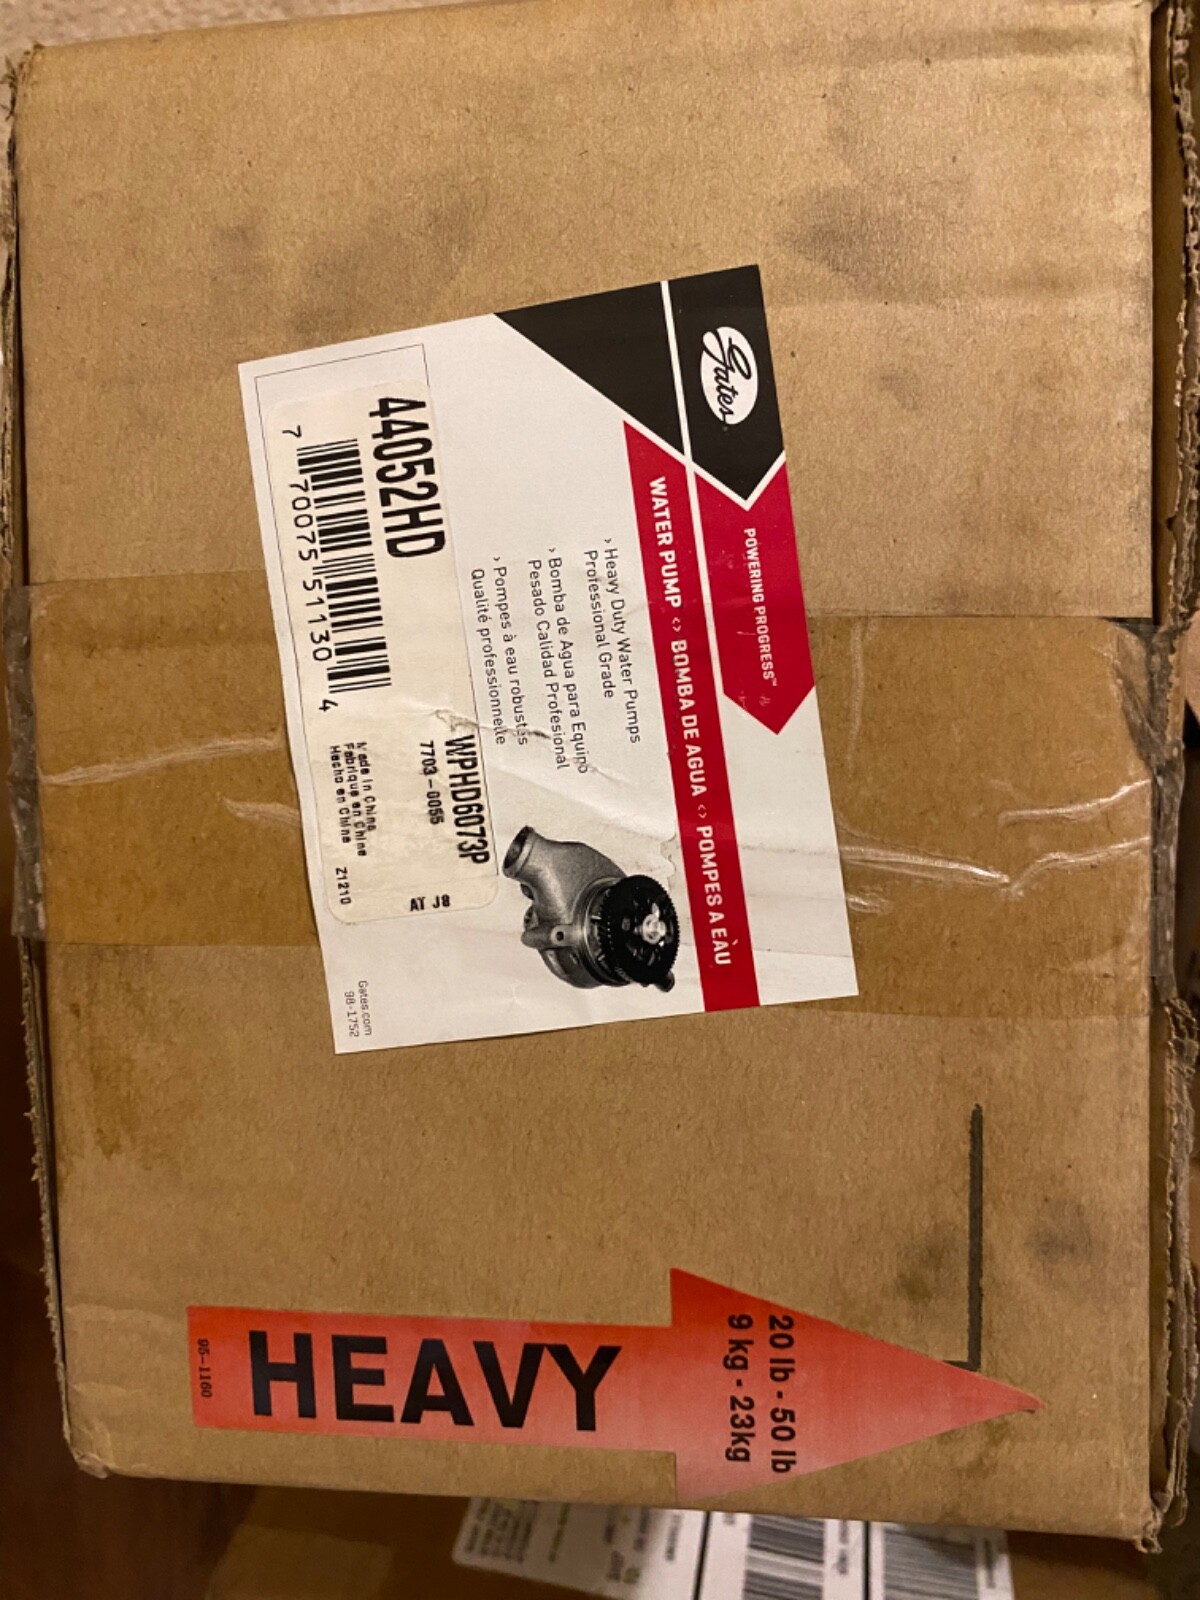 Gates
POWERING PROGRESS™
WATER PUMP <> BOMBA DE AGUA <> POMPES A EÀU
› Heavy Duty Water Pumps
Professional Grade
› Bomba de Agua para Equipo
Pesado Calidad Profesional
› Pompes à eau robustes
Qualité professionnelle
44052HD
WPHD6073P
7703-0055
AT J8
7 70075 51130 4
Made in China
Fabrique en Chine
Hecho en China
Z1210
Gates.com
98-1752
20 lb - 50 lb
9 kg - 23kg
HEAVY
95-1160